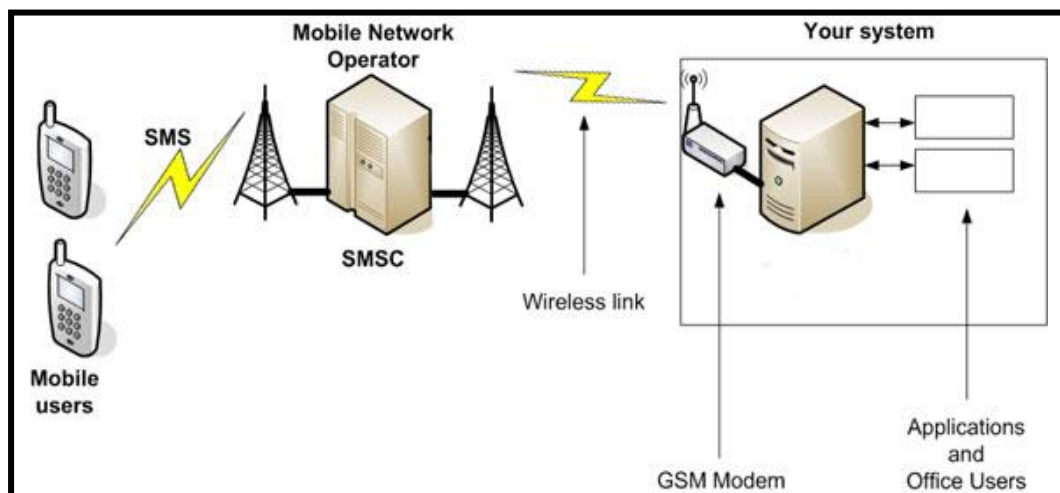 Mobile Network
Operator
Your system
SMS
SMSC
Wireless link
Mobile
users
GSM Modem
Applications
and
Office Users